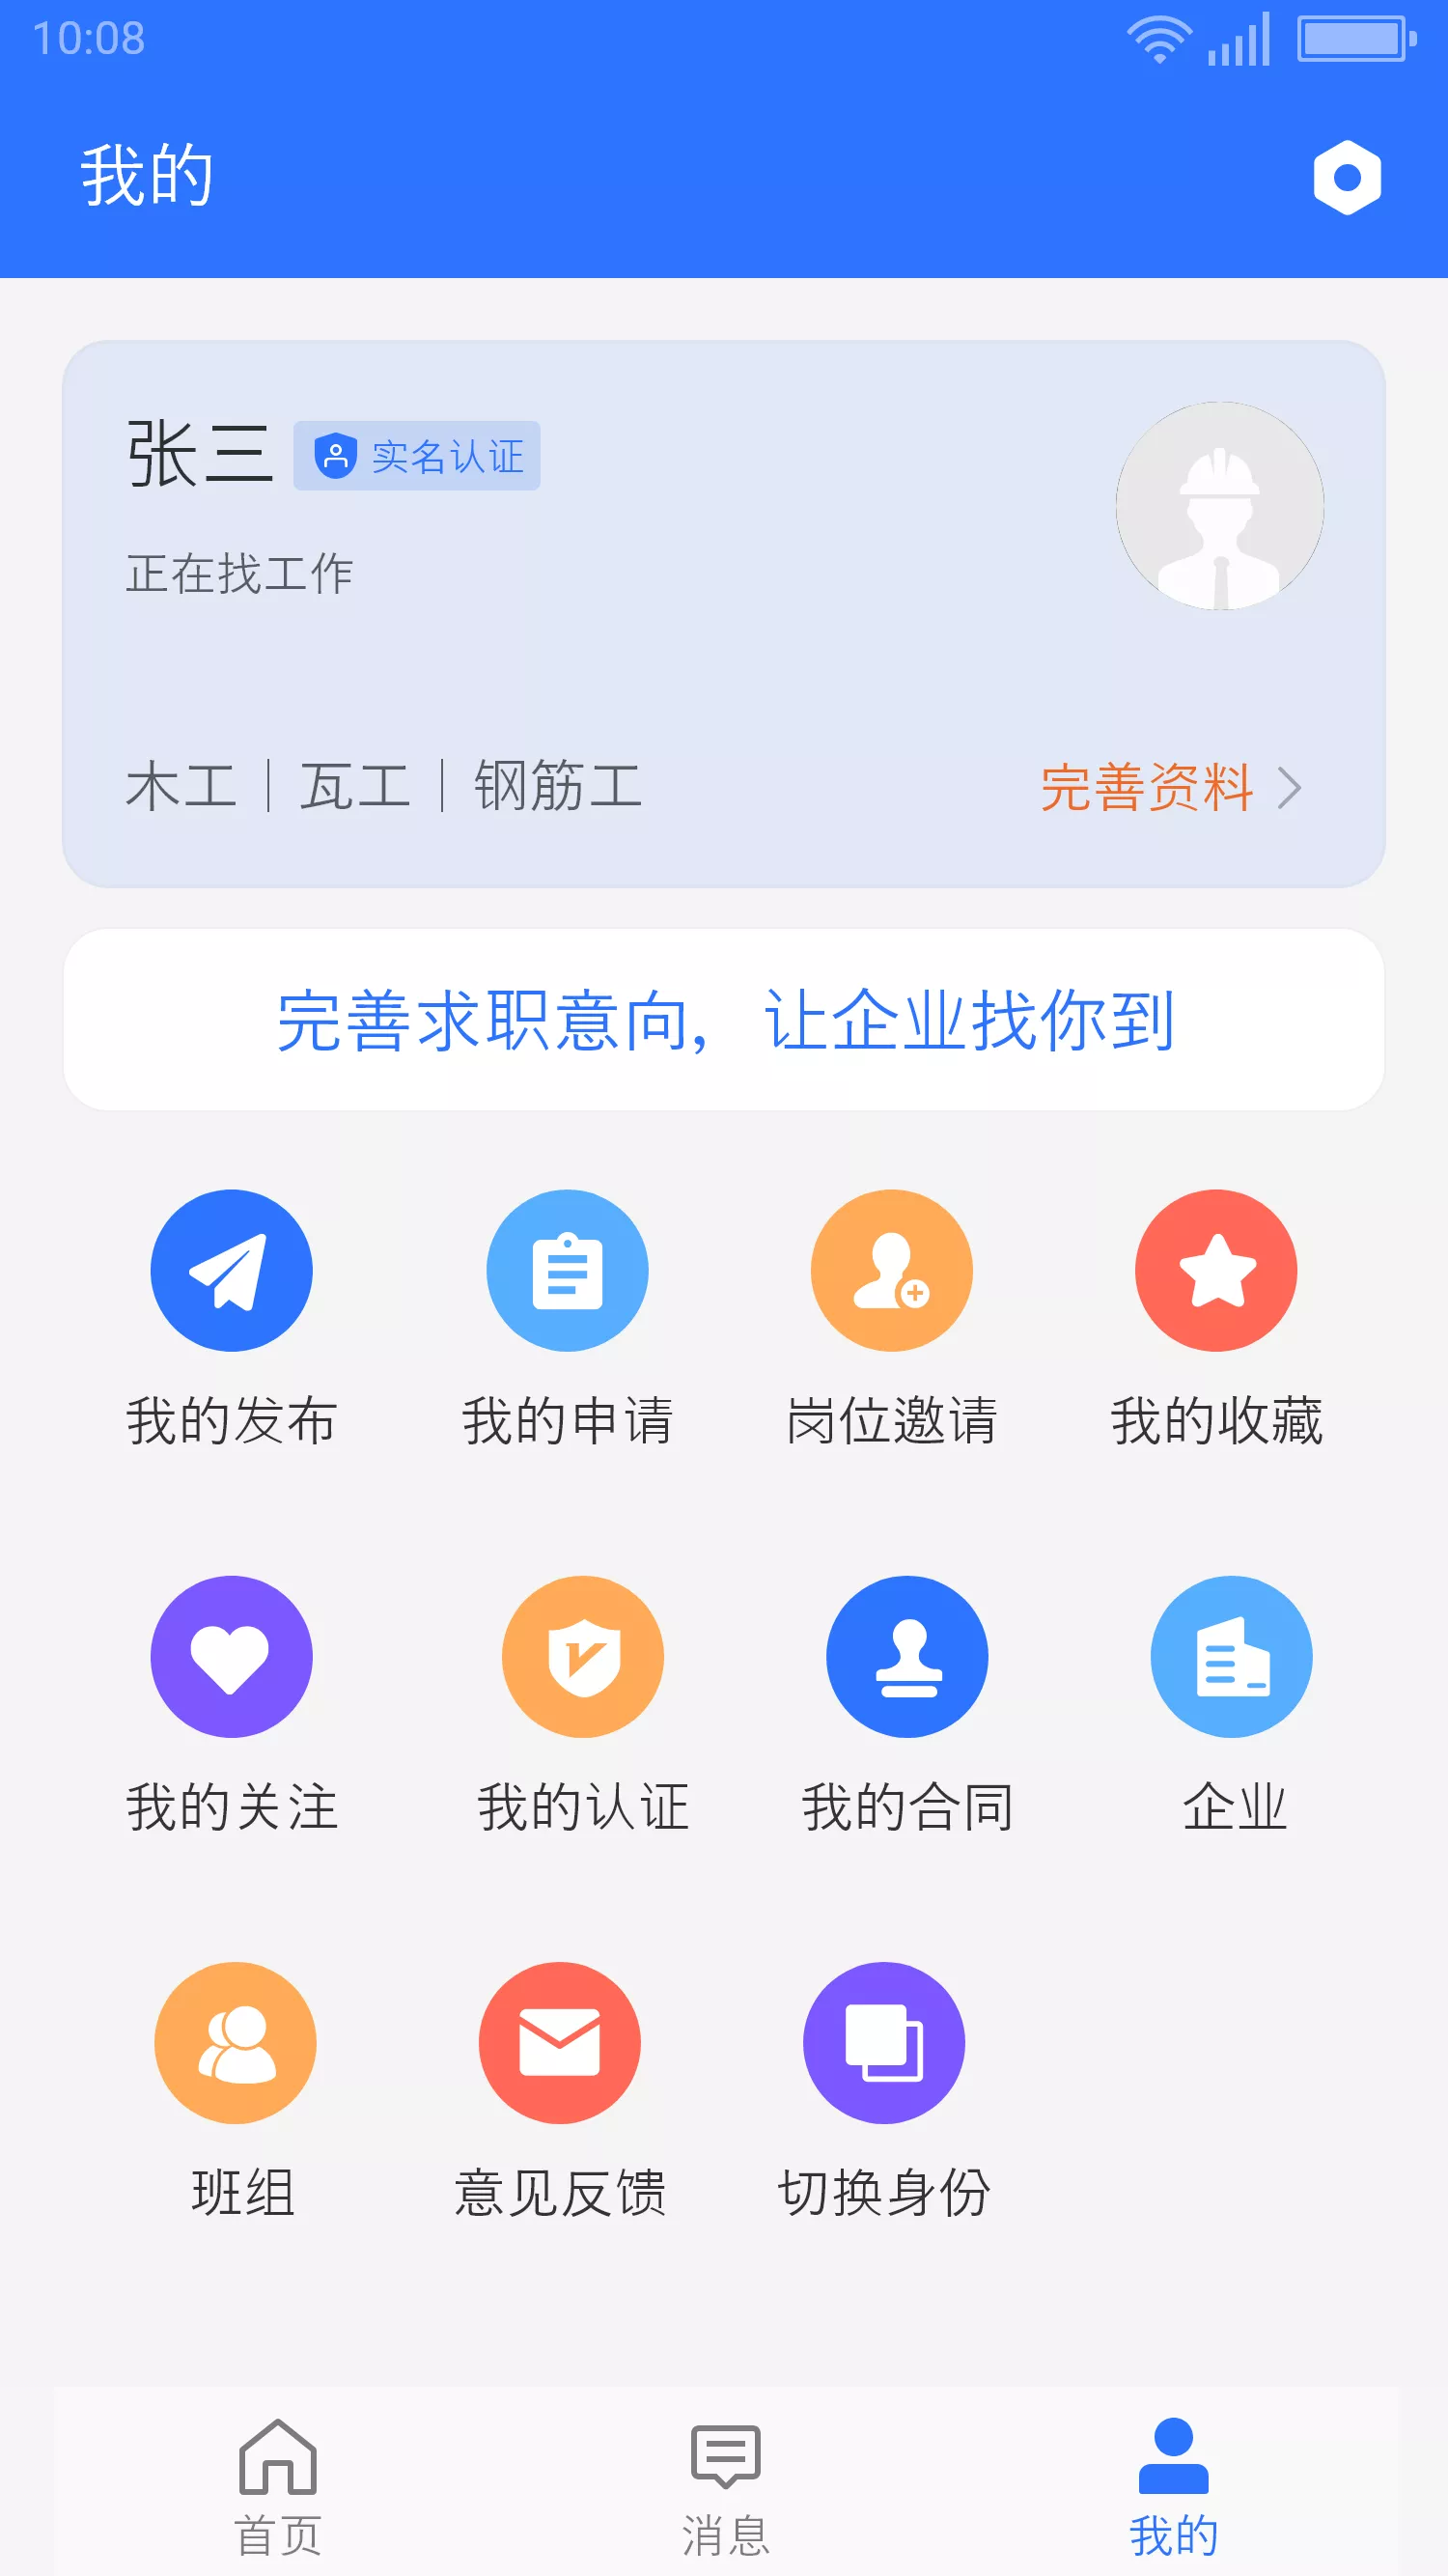 10:08
我的
张三 实名认证
正在找工作
木工 | 瓦工 | 钢筋工 完善资料
完善求职意向，让企业找你到
我的发布 我的申请 岗位邀请 我的收藏
我的关注 我的认证 我的合同 企业
班组 意见反馈 切换身份
首页 消息 我的